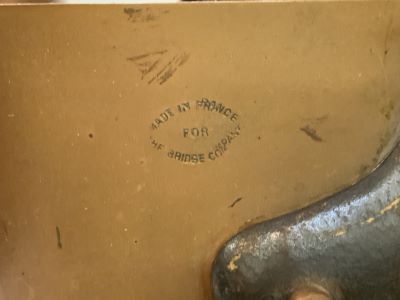 MADE IN FRANCE
FOR
THE BRIDGE COMPANY